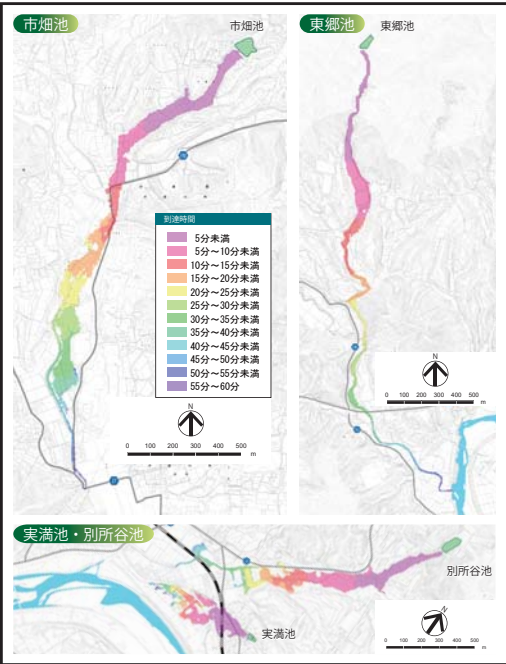 市畑池
市畑池
東郷池
東郷池
到達時間
5分未満
5分～10分未満
10分～15分未満
15分～20分未満
20分～25分未満
25分～30分未満
30分～35分未満
35分～40分未満
40分～45分未満
45分～50分未満
50分～55分未満
55分～60分
N
0 100 200 300 400 500
m
N
0 100 200 300 400 500
m
実満池・別所谷池
別所谷池
実満池
N
0 100 200 300 400 500
m